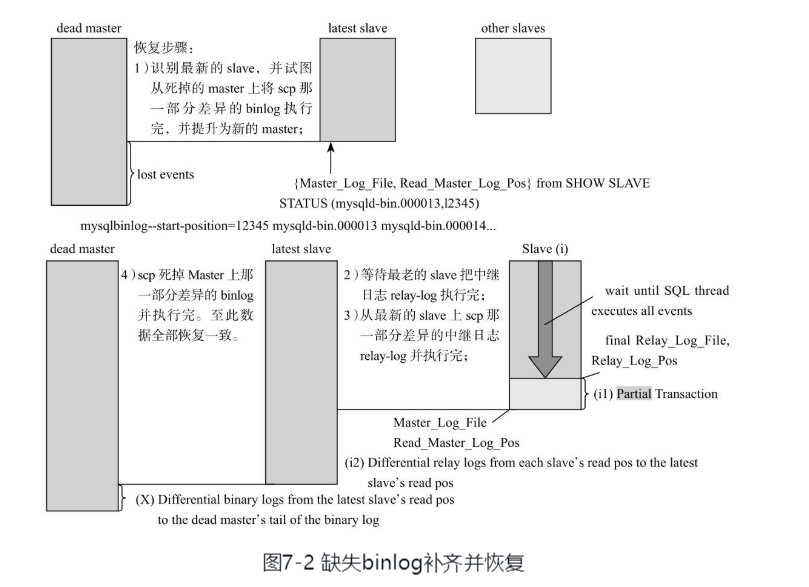 dead master
latest slave
other slaves
恢复步骤：
1）识别最新的 slave，并试图
从死掉的 master 上将 scp 那
一部分差异的 binlog 执行
完，并提升为新的 master；
lost events
{Master_Log_File, Read_Master_Log_Pos} from SHOW SLAVE
STATUS (mysqld-bin.000013,l2345)
mysqlbinlog--start-position=12345 mysqld-bin.000013 mysqld-bin.000014...
dead master
latest slave
Slave (i)
4）scp 死掉 Master 上那
一部分差异的 binlog
并执行完。至此数
据全部恢复一致。
2）等待最老的 slave 把中继
日志 relay-log 执行完；
3）从最新的 slave 上 scp 那
一部分差异的中继日志
relay-log 并执行完；
wait until SQL thread
executes all events
final Relay_Log_File,
Relay_Log_Pos
(i1) Partial Transaction
Master_Log_File
Read_Master_Log_Pos
(i2) Differential relay logs from each slave's read pos to the latest
slave's read pos
(X) Differential binary logs from the latest slave's read pos
to the dead master's tail of the binary log
图7-2 缺失binlog补齐并恢复